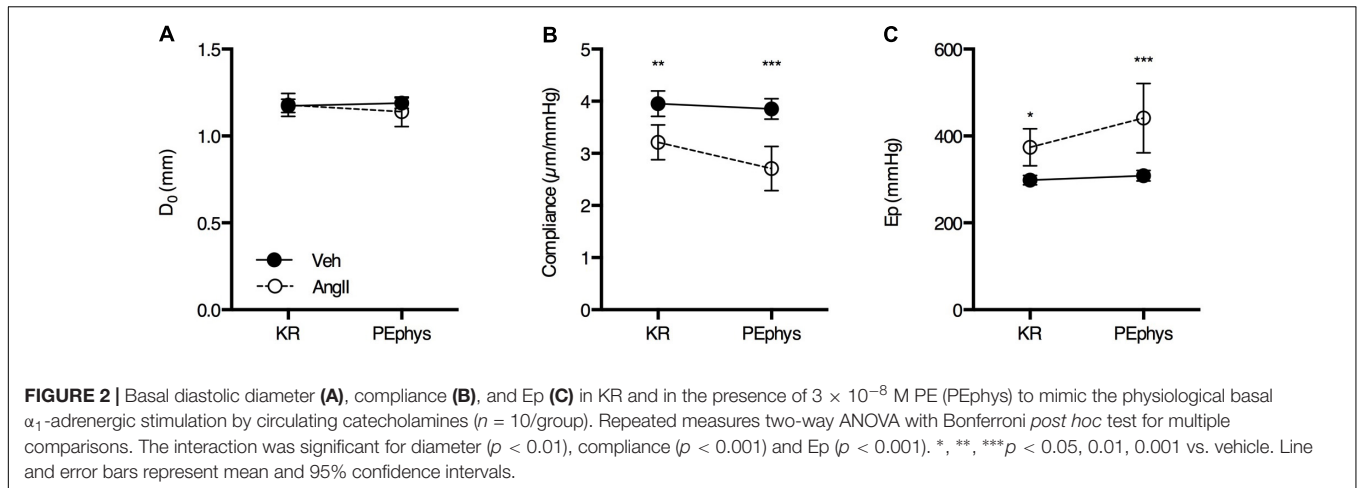 A
B
C
1.5
1.0
0.5
0.0
D₀ (mm)
Veh
AngII
KR
PEphys
5
4
3
2
1
0
Compliance (µm/mmHg)
**
***
KR
PEphys
600
400
200
0
Ep (mmHg)
*
***
KR
PEphys
FIGURE 2 | Basal diastolic diameter (A), compliance (B), and Ep (C) in KR and in the presence of 3 × 10⁻⁸ M PE (PEphys) to mimic the physiological basal
α₁-adrenergic stimulation by circulating catecholamines (n = 10/group). Repeated measures two-way ANOVA with Bonferroni post hoc test for multiple
comparisons. The interaction was significant for diameter (p < 0.01), compliance (p < 0.001) and Ep (p < 0.001). *, **, ***p < 0.05, 0.01, 0.001 vs. vehicle. Line
and error bars represent mean and 95% confidence intervals.